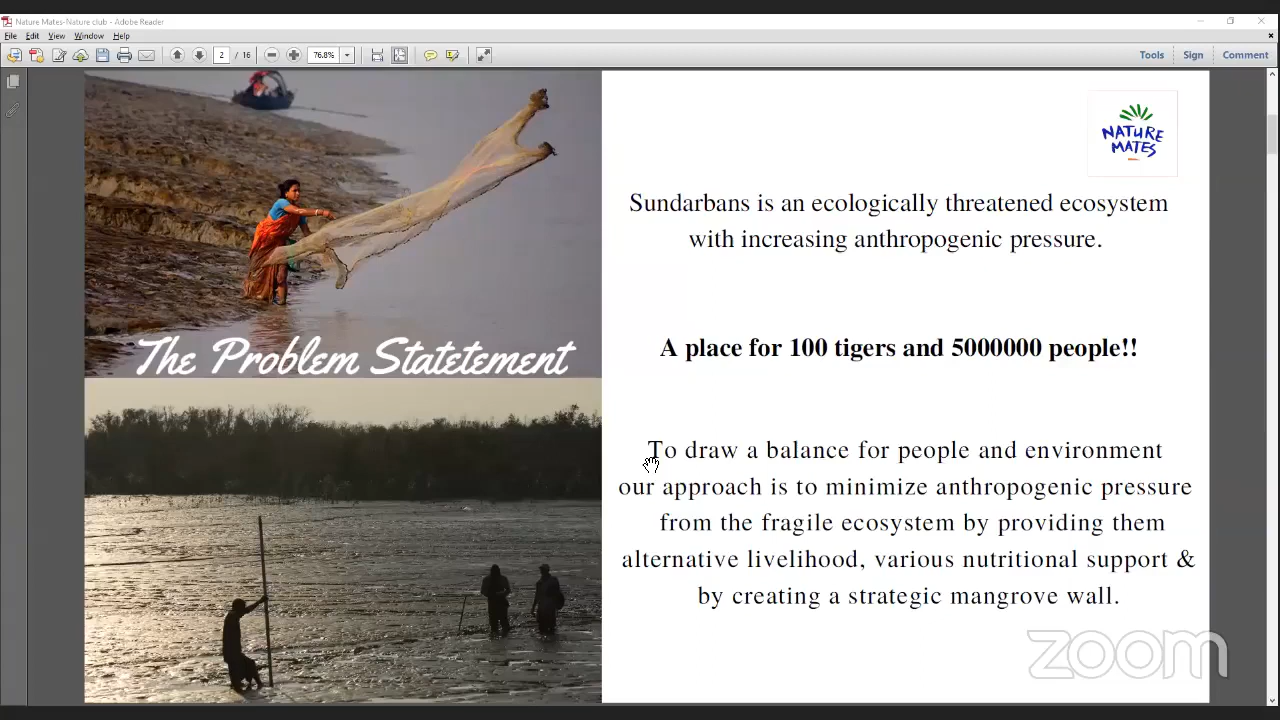 Nature Mates-Nature club - Adobe Reader
File Edit View Window Help
2 / 16 76.8% Tools Sign Comment
NATURE
MATES
Sundarbans is an ecologically threatened ecosystem
with increasing anthropogenic pressure.
The Problem Statetement
A place for 100 tigers and 5000000 people!!
To draw a balance for people and environment
our approach is to minimize anthropogenic pressure
from the fragile ecosystem by providing them
alternative livelihood, various nutritional support &
by creating a strategic mangrove wall.
zoom